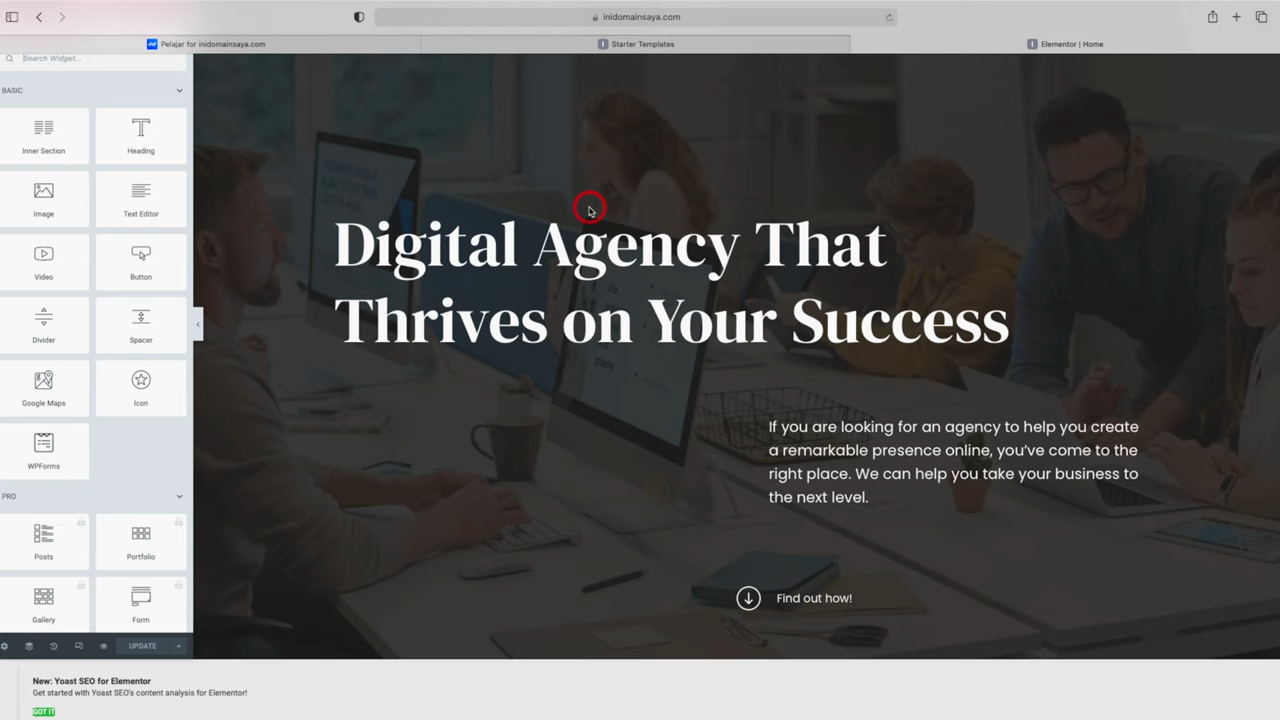 inidomainsaya.com
Pelajar for inidomainsaya.com
Starter Templates
Elementor | Home
Search Widget...
BASIC
Inner Section
Heading
Image
Text Editor
Video
Button
Divider
Spacer
Google Maps
Icon
WPForms
PRO
Posts
Portfolio
Gallery
Form
UPDATE
Digital Agency That
Thrives on Your Success
If you are looking for an agency to help you create
a remarkable presence online, you’ve come to the
right place. We can help you take your business to
the next level.
Find out how!
New: Yoast SEO for Elementor
Get started with Yoast SEO's content analysis for Elementor!
GOT IT